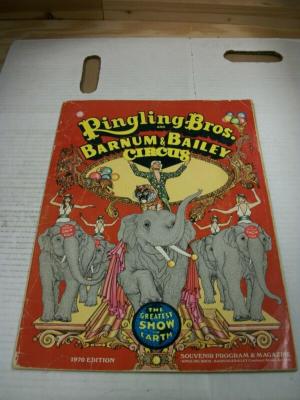 Ringling Bros.
AND
BARNUM & BAILEY
CIRCUS
THE
GREATEST
SHOW
ON
EARTH
1970 EDITION
SOUVENIR PROGRAM & MAGAZINE